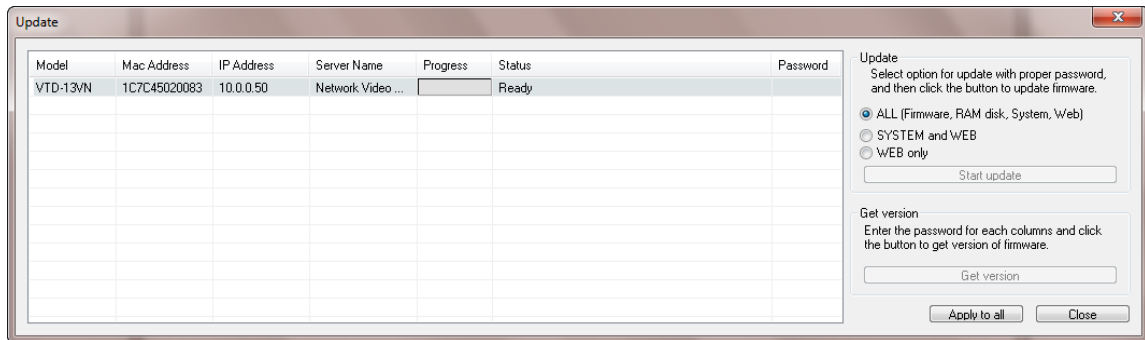 Update
Model Mac Address IP Address Server Name Progress Status Password
VTD-13VN 1C7C45020083 10.0.0.50 Network Video ... Ready
Update
Select option for update with proper password,
and then click the button to update firmware.
ALL (Firmware, RAM disk, System, Web)
SYSTEM and WEB
WEB only
Start update
Get version
Enter the password for each columns and click
the button to get version of firmware.
Get version
Apply to all Close